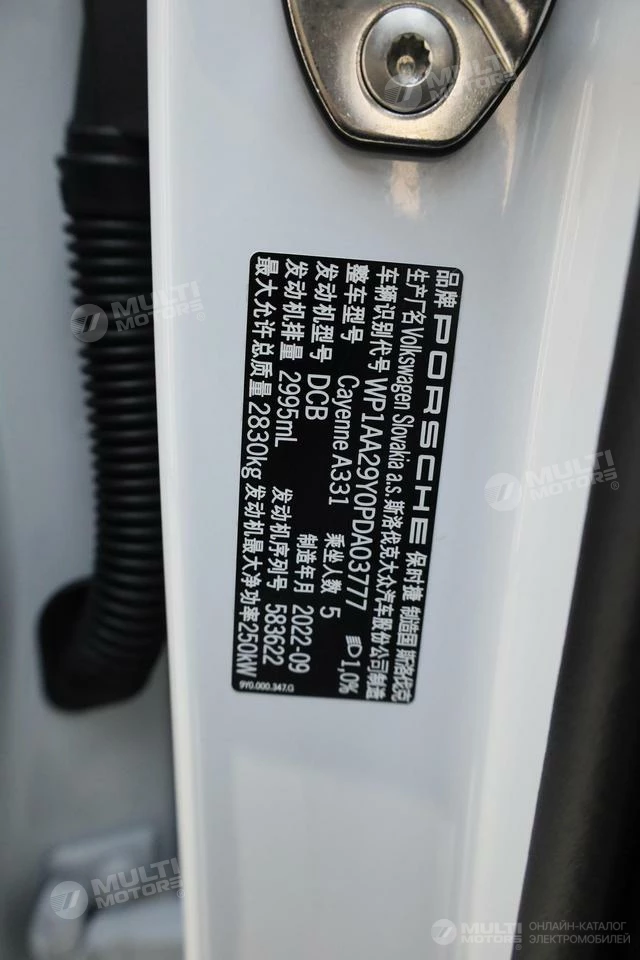 品牌 PORSCHE 保时捷 制造国 斯洛伐克
生产厂名 Volkswagen Slovakia a.s. 斯洛伐克大众汽车股份公司制造
车辆识别代号 WP1AA29Y0PDA03777 1,0%
整车型号 Cayenne A331 乘坐人数 5
发动机型号 DCB 制造年月 2022-09
发动机排量 2995mL 发动机序列号 583622
最大允许总质量 2830kg 发动机最大净功率 250kW
9Y0.000.347.G
MULTI MOTORS
MULTI MOTORS
MULTI MOTORS
MULTI MOTORS
MULTI MOTORS
ОНЛАЙН-КАТАЛОГ
ЭЛЕКТРОМОБИЛЕЙ